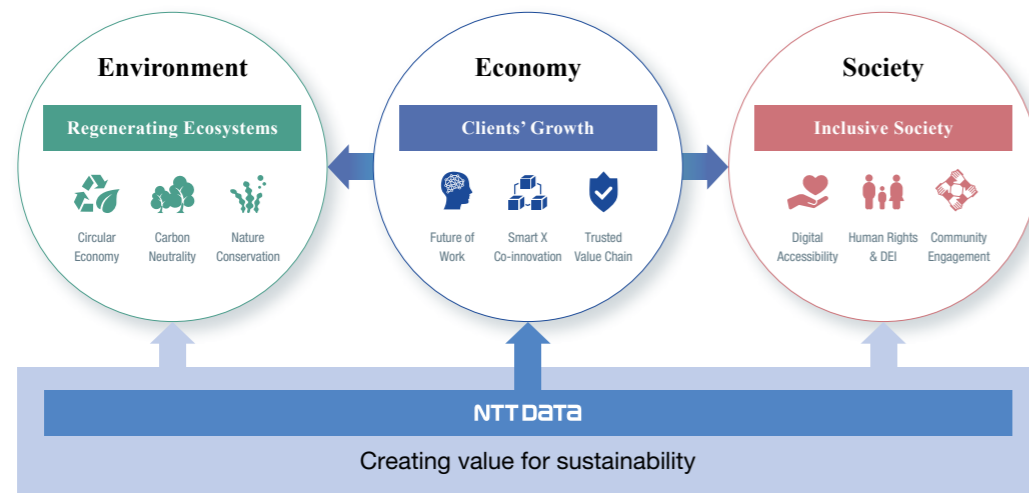 Environment
Regenerating Ecosystems
Circular
Economy
Carbon
Neutrality
Nature
Conservation
Economy
Clients' Growth
Future of
Work
Smart X
Co-innovation
Trusted
Value Chain
Society
Inclusive Society
Digital
Accessibility
Human Rights
& DEI
Community
Engagement
NTT DATA
Creating value for sustainability